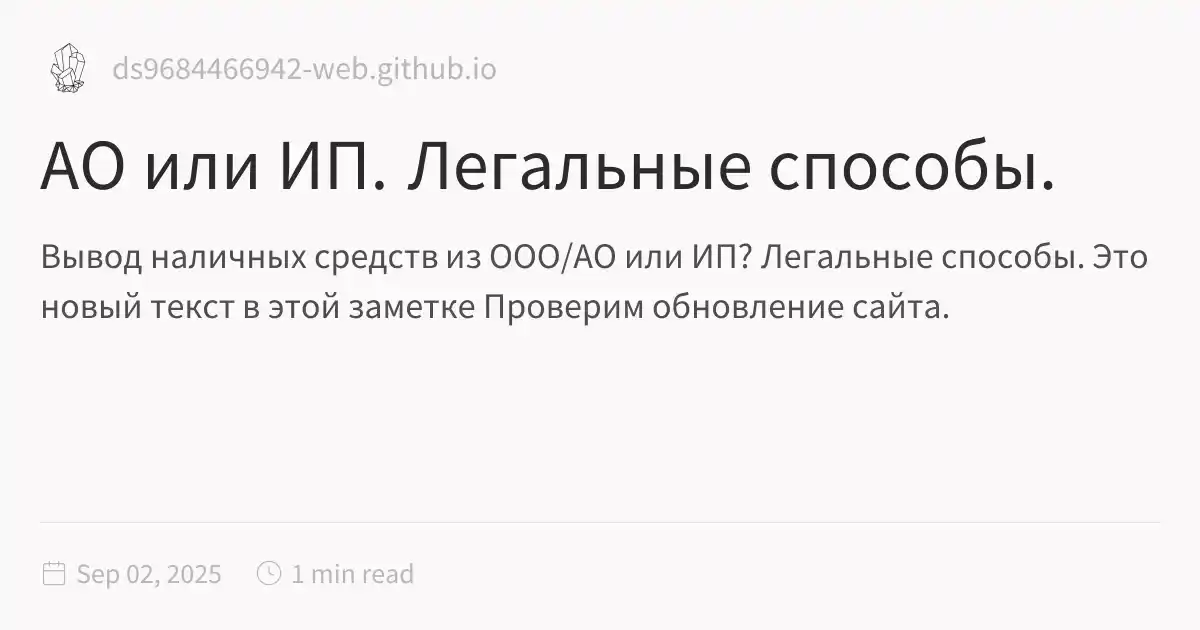 ds9684466942-web.github.io
АО или ИП. Легальные способы.
Вывод наличных средств из ООО/АО или ИП? Легальные способы. Это
новый текст в этой заметке Проверим обновление сайта.
Sep 02, 2025 1 min read